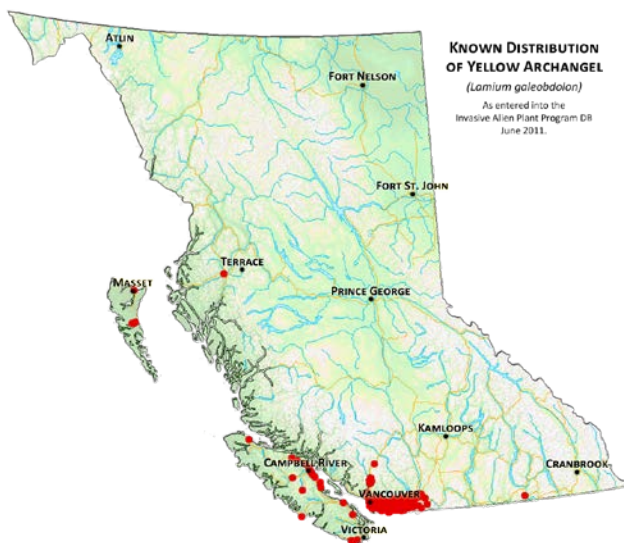 KNOWN DISTRIBUTION
OF YELLOW ARCHANGEL
(Lamium galeobdolon)
As entered into the
Invasive Alien Plant Program DB
June 2011.
ATLIN
FORT NELSON
FORT ST. JOHN
TERRACE
MASSET
PRINCE GEORGE
KAMLOOPS
CAMPBELL RIVER
CRANBROOK
VANCOUVER
VICTORIA